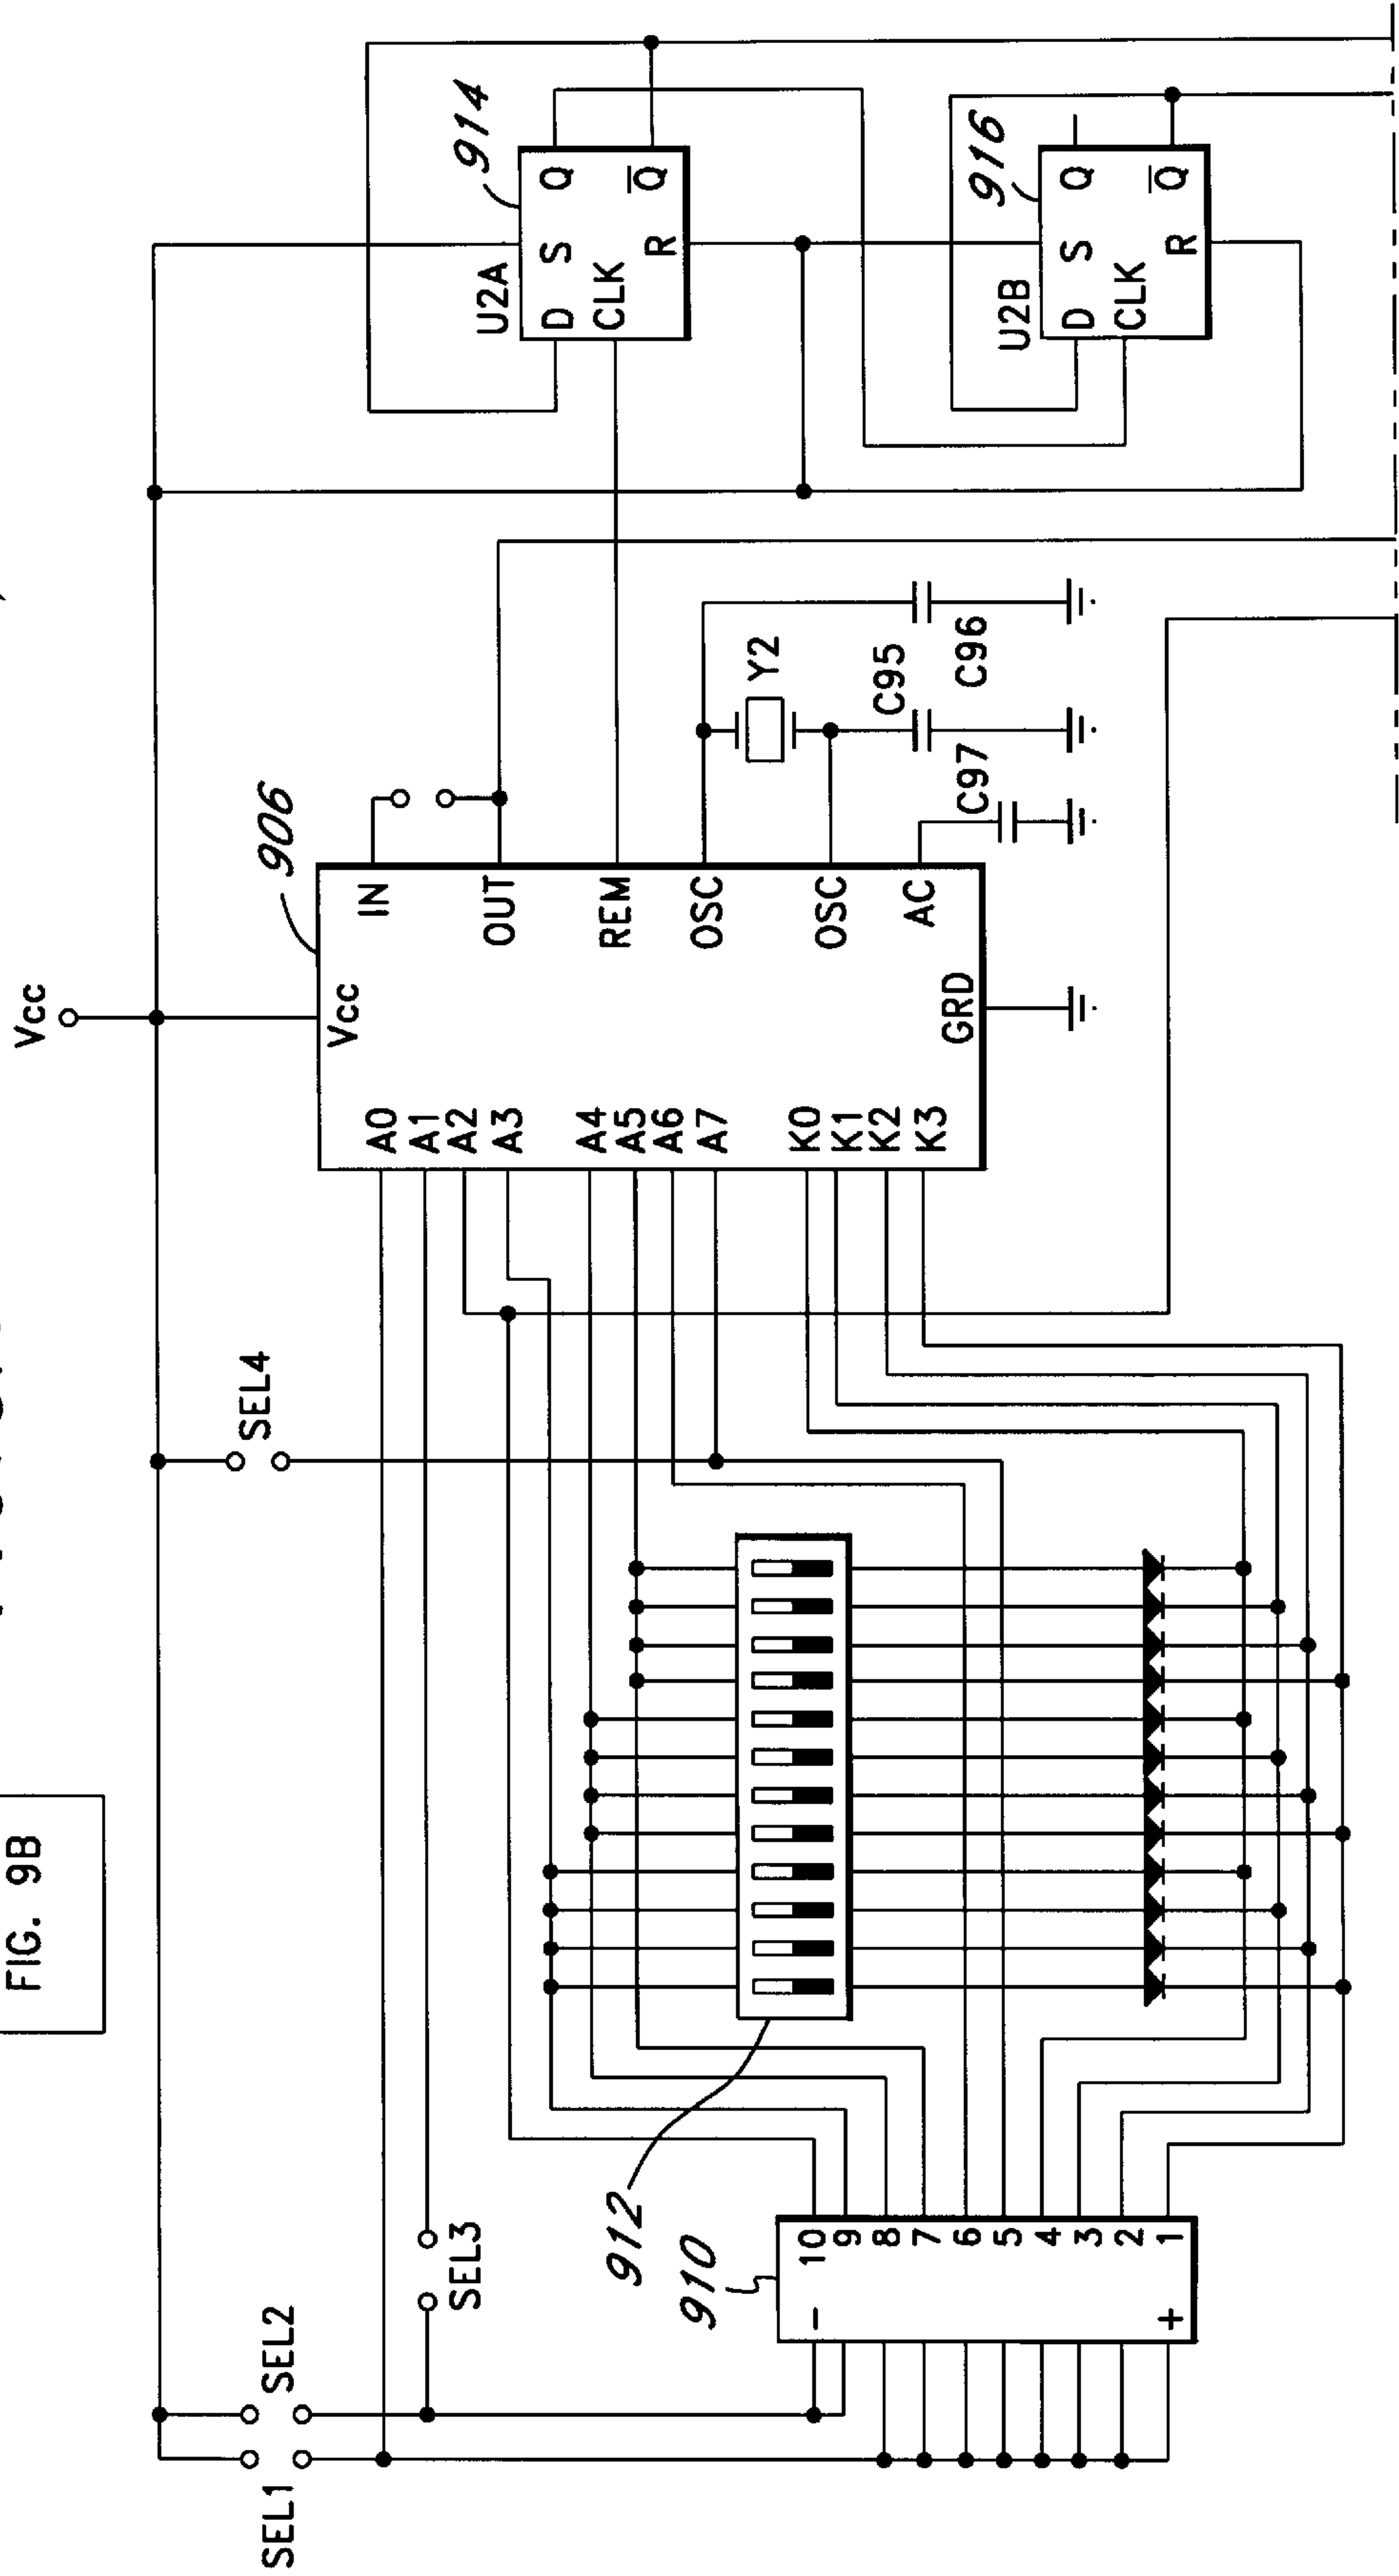 FIG. 9B
Vcc
SEL1
SEL2
SEL3
SEL4
906
Vcc
A0
A1
A2
A3
A4
A5
A6
A7
K0
K1
K2
K3
IN
OUT
REM
OSC
OSC
AC
GRD
Y2
C95
C96
C97
914
U2A
D S Q
CLK
R Q
916
U2B
D S Q
CLK
R Q
912
910
- 10
9
8
7
6
5
4
3
2
+ 1